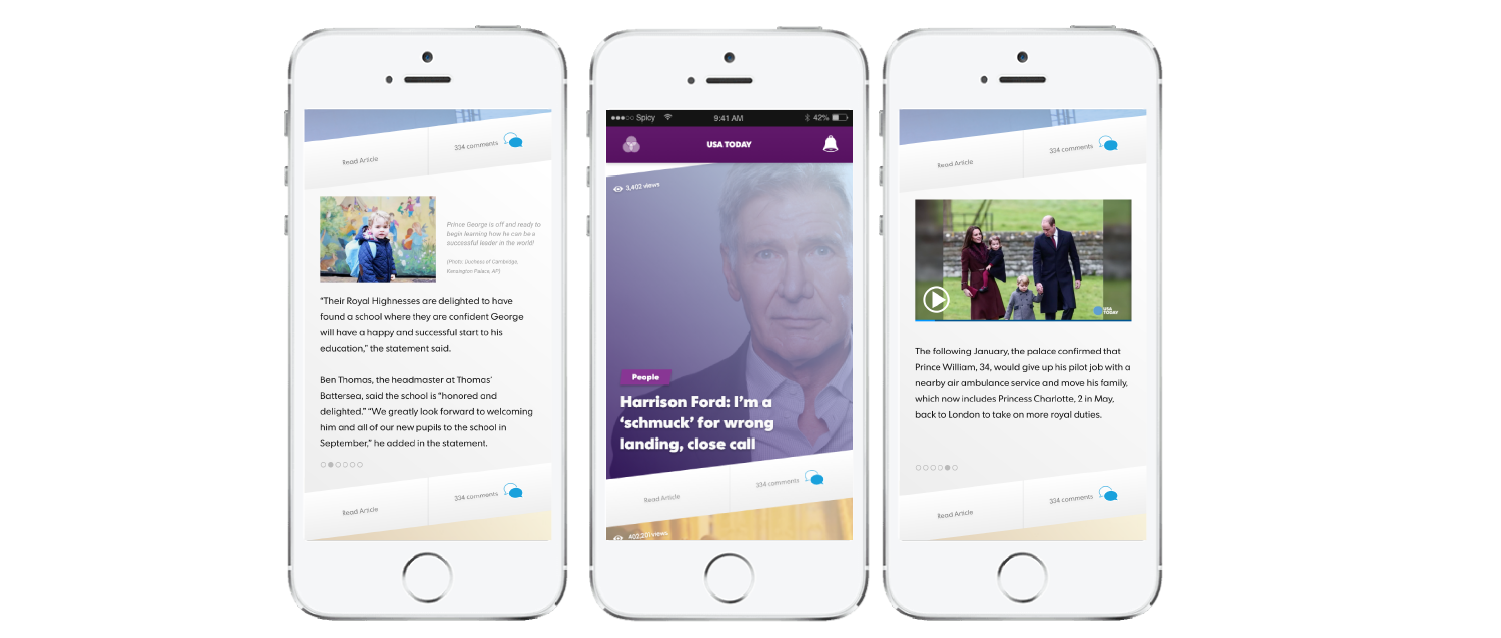 Read Article
334 comments
Prince George is off and ready to
begin learning how he can be a
successful leader in the world!
(Photo: Duchess of Cambridge,
Kensington Palace, AP)
“Their Royal Highnesses are delighted to have
found a school where they are confident George
will have a happy and successful start to his
education,” the statement said.
Ben Thomas, the headmaster at Thomas’
Battersea, said the school is “honored and
delighted.” “We greatly look forward to welcoming
him and all of our new pupils to the school in
September,” he added in the statement.
Read Article
334 comments
Spicy 9:41 AM 42%
USA TODAY
3,402 views
People
Harrison Ford: I’m a
‘schmuck’ for wrong
landing, close call
Read Article
334 comments
402,201 views
Read Article
334 comments
USA
TODAY
The following January, the palace confirmed that
Prince William, 34, would give up his pilot job with a
nearby air ambulance service and move his family,
which now includes Princess Charlotte, 2 in May,
back to London to take on more royal duties.
Read Article
334 comments